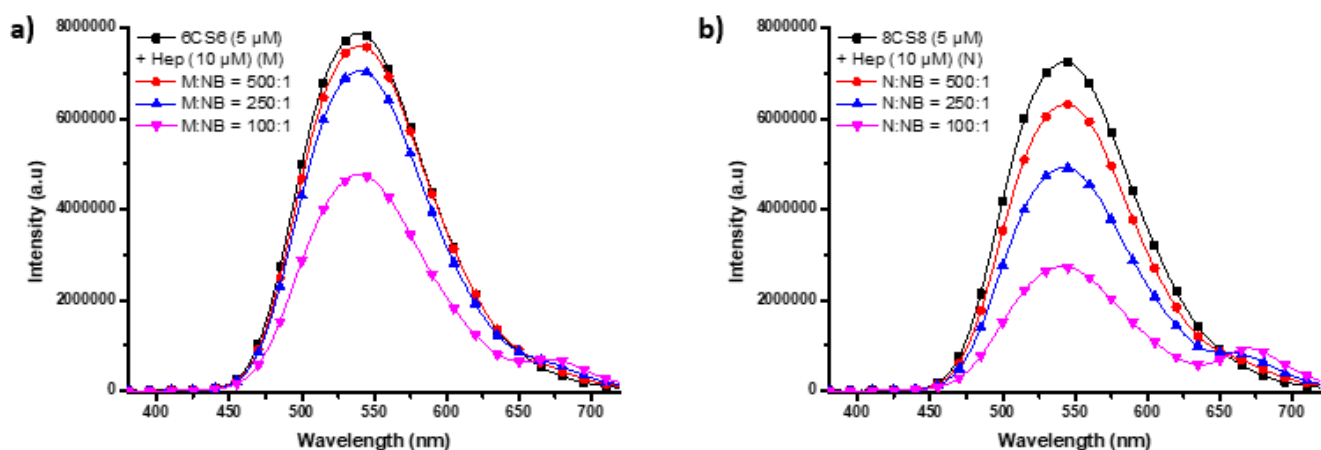 a)
8000000
6000000
4000000
2000000
0
Intensity (a.u)
6CS6 (5 µM)
+ Hep (10 µM) (M)
M:NB = 500:1
M:NB = 250:1
M:NB = 100:1
400 450 500 550 600 650 700
Wavelength (nm)
b)
8000000
6000000
4000000
2000000
0
Intensity (a.u)
8CS8 (5 µM)
+ Hep (10 µM) (N)
N:NB = 500:1
N:NB = 250:1
N:NB = 100:1
400 450 500 550 600 650 700
Wavelength (nm)